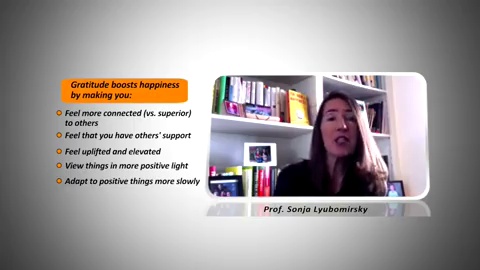 Gratitude boosts happiness
by making you:
Feel more connected (vs. superior)
to others
Feel that you have others' support
Feel uplifted and elevated
View things in more positive light
Adapt to positive things more slowly
Prof. Sonja Lyubomirsky